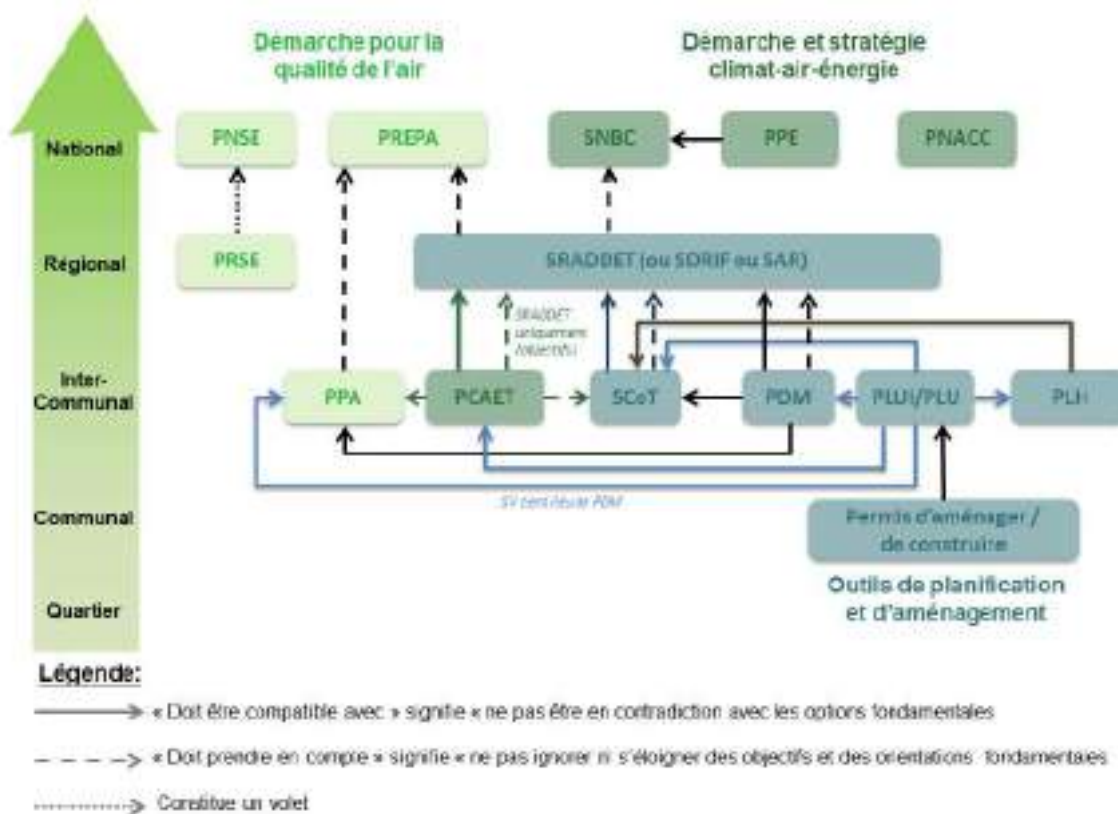 Démarche pour la
qualité de l'air
Démarche et stratégie
climat-air-énergie
National
PNSE
PREPA
SNBC
PPE
PNACC
Régional
PRSE
SRADDET (ou SDRIF ou SAR)
SRADDET
uniquement
Inter-
Communal
PPA
PCAET
SCoT
PDM
PLUi/PLU
PLH
Communal
Permis d'aménager /
de construire
Outils de planification
et d'aménagement
Quartier
Légende:
« Doit être compatible avec » signifie « ne pas être en contradiction avec les options fondamentales
« Doit prendre en compte » signifie « ne pas ignorer ni s'éloigner des objectifs et des orientations fondamentales
Constitue un volet